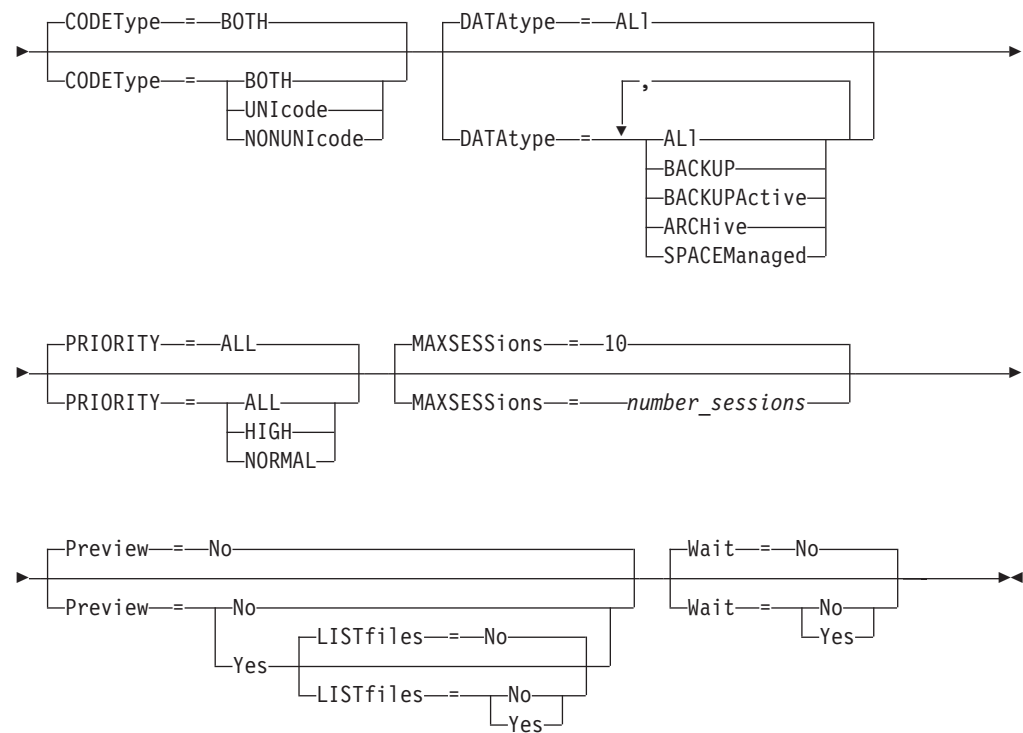 CODEType = BOTH DATAtype = ALl
CODEType = BOTH ,
UNIcode
NONUNIcode DATAtype = ALl
BACKUP
BACKUPActive
ARCHive
SPACEManaged
PRIORITY = ALL MAXSESSions = 10
PRIORITY = ALL MAXSESSions = number_sessions
HIGH
NORMAL
Preview = No Wait = No
Preview = No Wait = No
LISTfiles = No Yes
Yes
LISTfiles = No
Yes